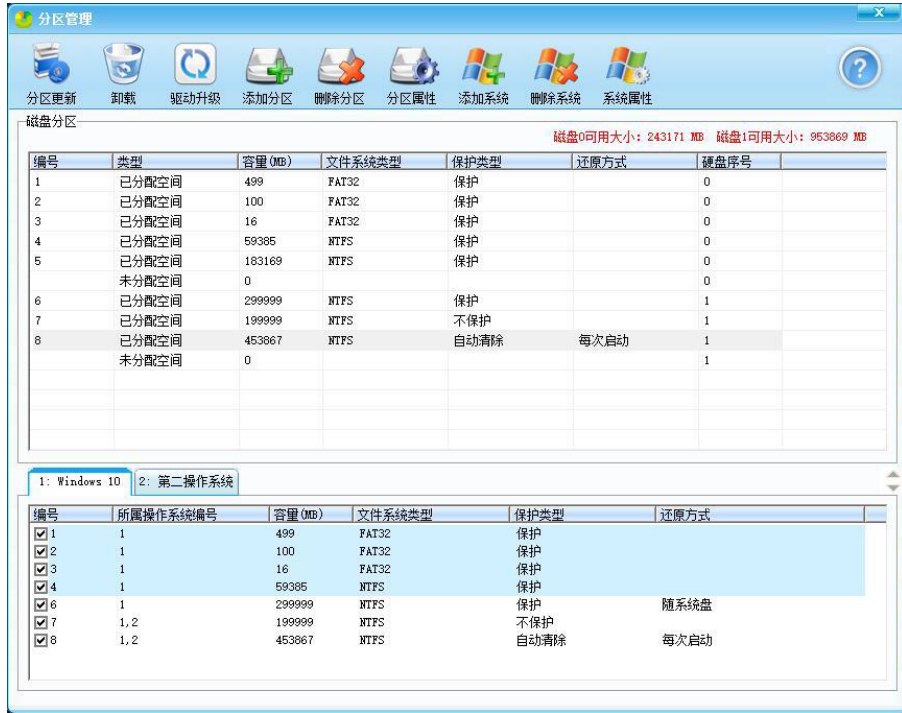 分区管理
分区更新 卸载 驱动升级 添加分区 删除分区 分区属性 添加系统 删除系统 系统属性
磁盘分区
磁盘0可用大小: 243171 MB 磁盘1可用大小: 953869 MB
编号 类型 容量(MB) 文件系统类型 保护类型 还原方式 硬盘序号
1 已分配空间 499 FAT32 保护 0
2 已分配空间 100 FAT32 保护 0
3 已分配空间 16 FAT32 保护 0
4 已分配空间 59385 NTFS 保护 0
5 已分配空间 183169 NTFS 保护 0
未分配空间 0 0
6 已分配空间 299999 NTFS 保护 1
7 已分配空间 199999 NTFS 不保护 1
8 已分配空间 453867 NTFS 自动清除 每次启动 1
未分配空间 0 1
1: Windows 10 2: 第二操作系统
编号 所属操作系统编号 容量(MB) 文件系统类型 保护类型 还原方式
1 1 499 FAT32 保护
2 1 100 FAT32 保护
3 1 16 FAT32 保护
4 1 59385 NTFS 保护
6 1 299999 NTFS 保护 随系统盘
7 1,2 199999 NTFS 不保护
8 1,2 453867 NTFS 自动清除 每次启动